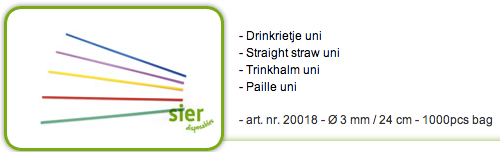 sier
disposables
- Drinkrietje uni
- Straight straw uni
- Trinkhalm uni
- Paille uni
- art. nr. 20018 - Ø 3 mm / 24 cm - 1000pcs bag